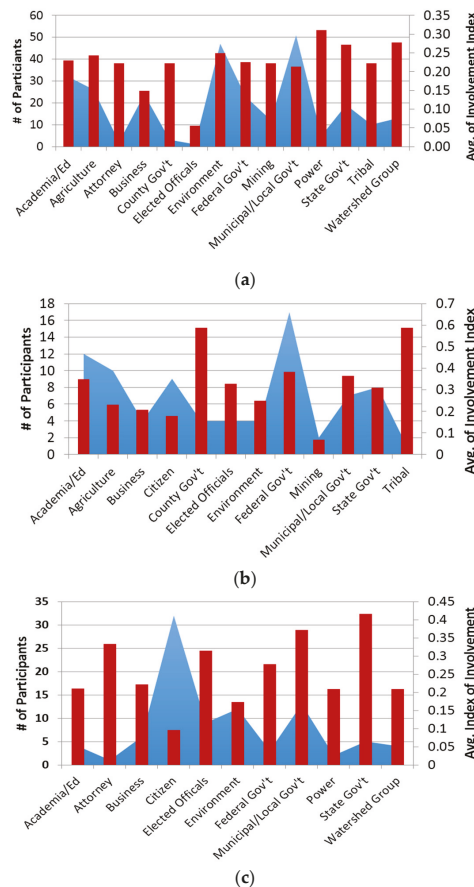 60
50
40
30
20
10
0
# of Particiants
0.35
0.30
0.25
0.20
0.15
0.10
0.05
0.00
Avg. of Involvement Index
Academia/Ed
Agriculture
Attorney
Business
County Gov't
Elected Officals
Environment
Federal Gov't
Mining
Municipal/Local Gov't
Power
State Gov't
Tribal
Watershed Group
(a)
18
16
14
12
10
8
6
4
2
0
# of Participants
0.7
0.6
0.5
0.4
0.3
0.2
0.1
0
Avg. of Involvement Index
Academia/Ed
Agriculture
Business
Citizen
County Gov't
Elected Officials
Environment
Federal Gov't
Mining
Municipal/Local Gov't
State Gov't
Tribal
(b)
35
30
25
20
15
10
5
0
# of Participants
0.45
0.4
0.35
0.3
0.25
0.2
0.15
0.1
0.05
0
Avg. Index of Involvement
Academia/Ed
Attorney
Business
Citizen
Elected Officals
Environment
Federal Gov't
Municipal/Local Gov't
Power
State Gov't
Watershed Group
(c)